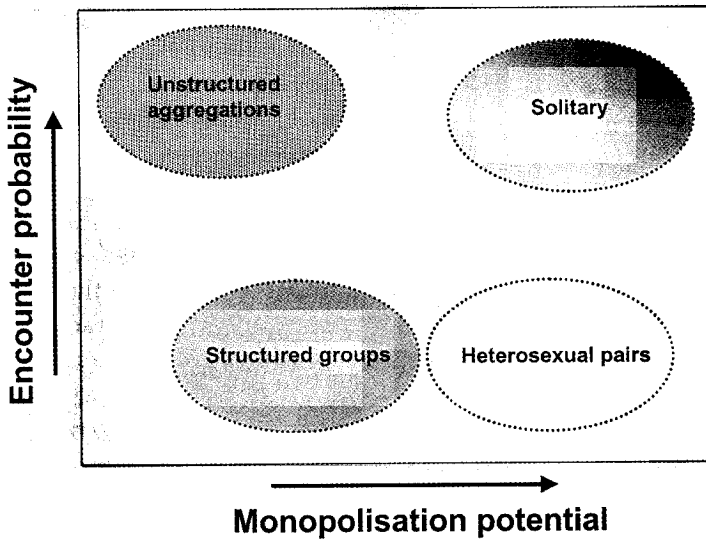 Unstructured
aggregations
Solitary
Structured groups
Heterosexual pairs
Encounter probability
Monopolisation potential